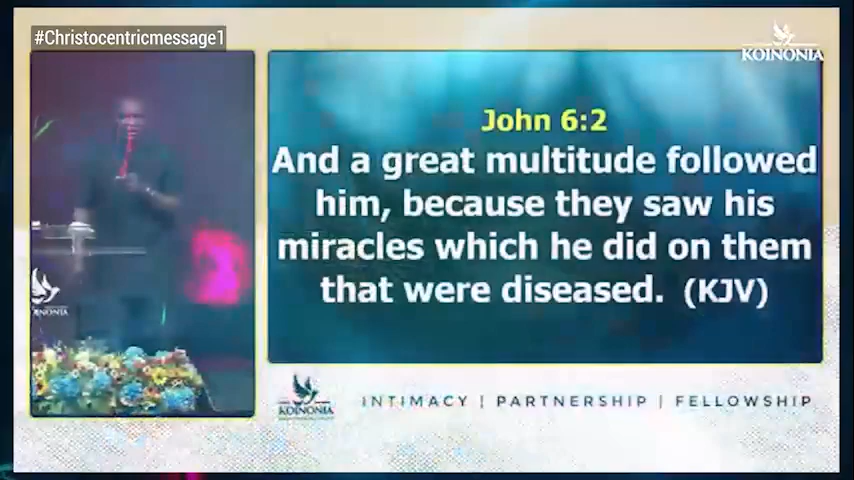 #Christocentricmessage1
KOINONIA
John 6:2
And a great multitude followed
him, because they saw his
miracles which he did on them
that were diseased. (KJV)
KOINONIA
INTIMACY | PARTNERSHIP | FELLOWSHIP